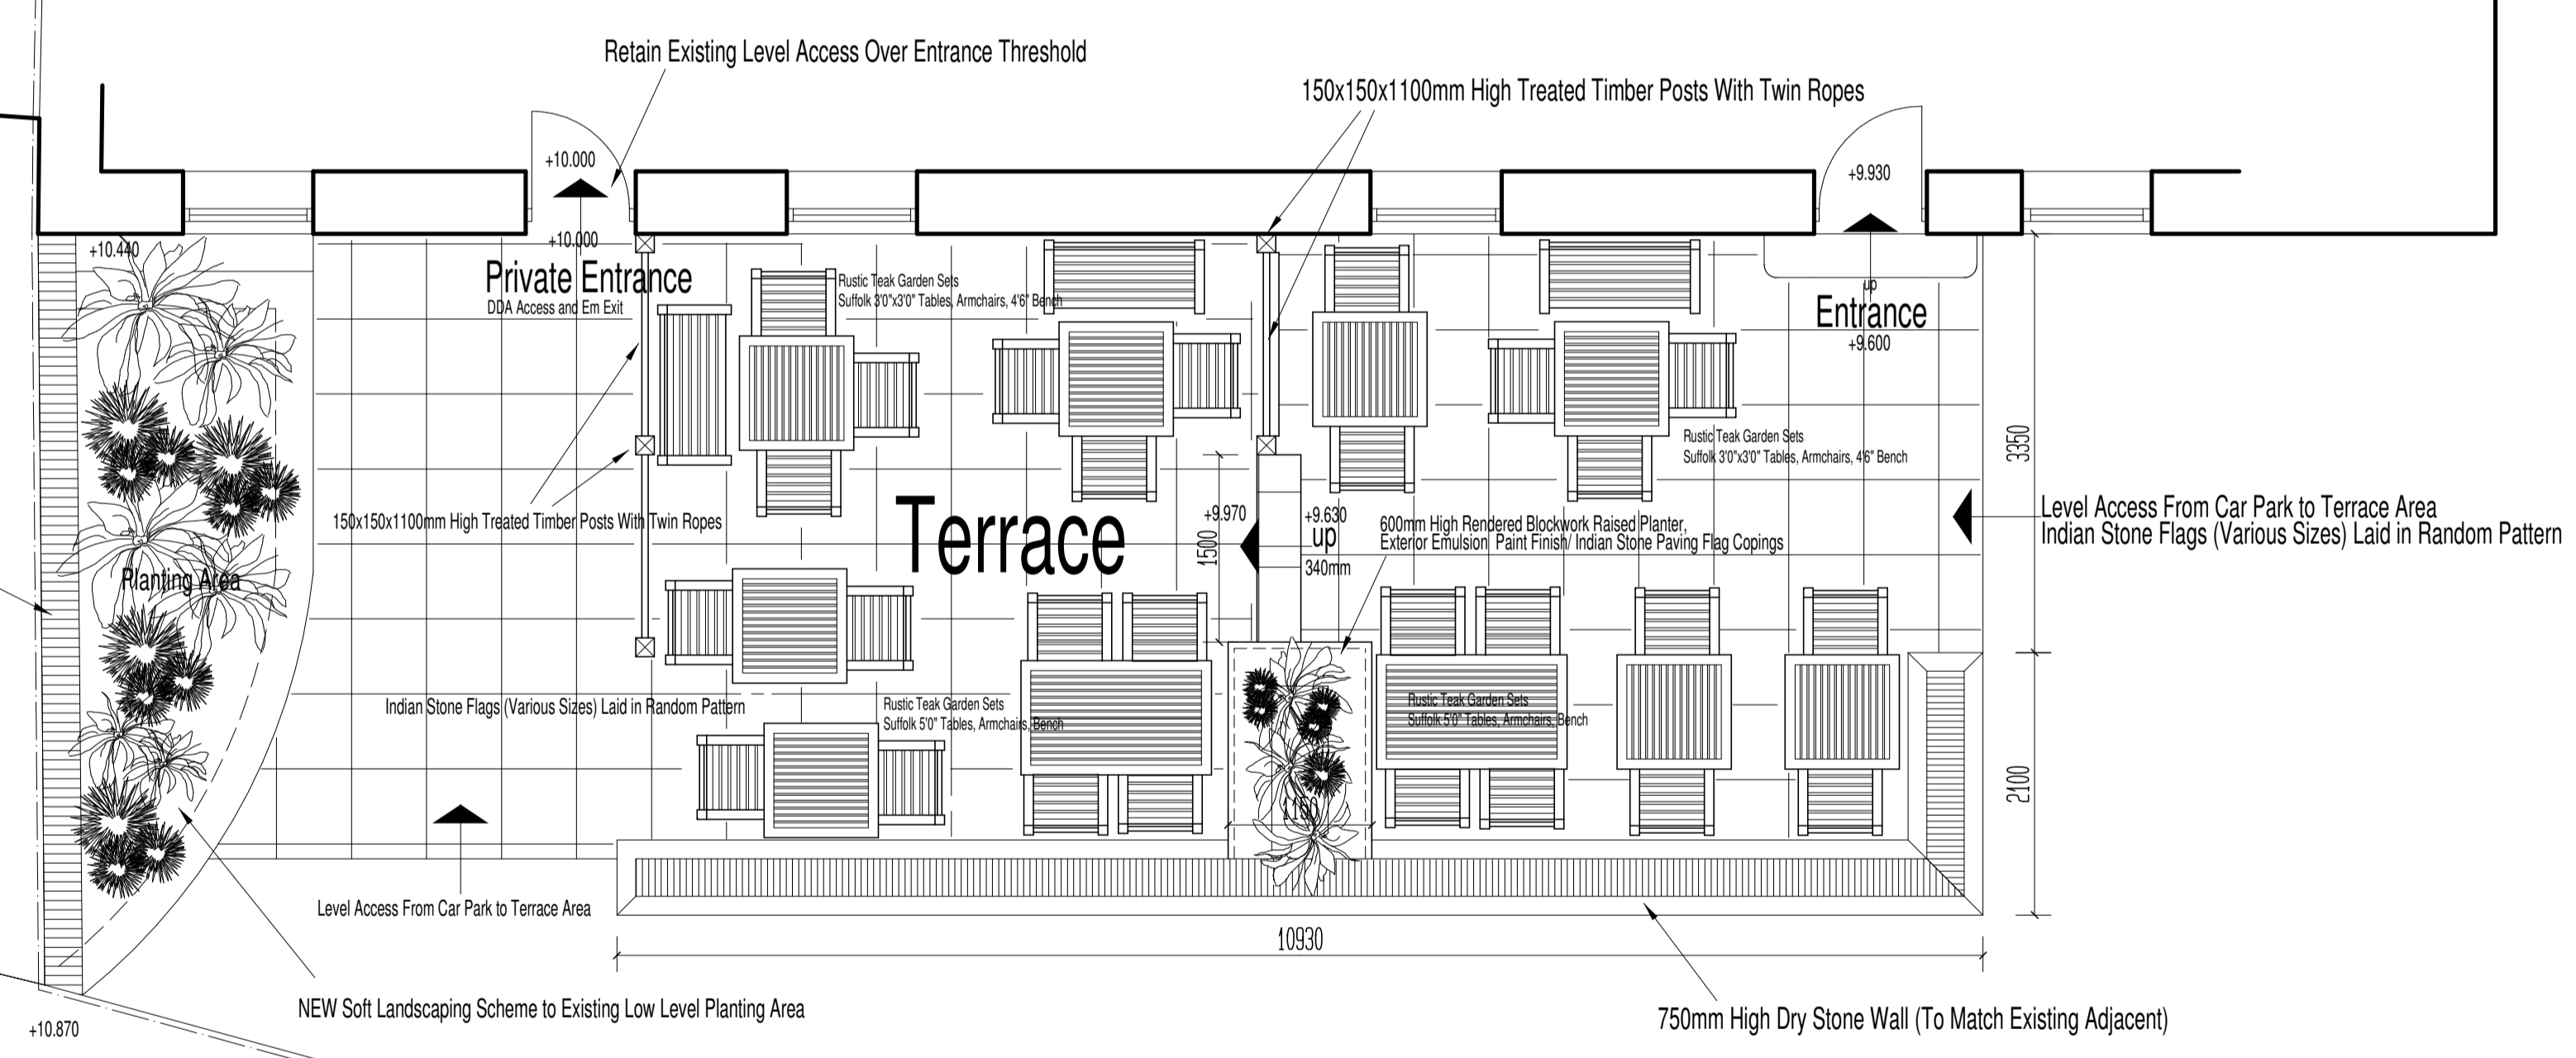 Retain Existing Level Access Over Entrance Threshold
150x150x1100mm High Treated Timber Posts With Twin Ropes
+10.000
+9.930
+10.440
+10.000
Private Entrance
DDA Access and Em Exit
Rustic Teak Garden Sets
Suffolk 3'0"x3'0" Tables, Armchairs, 4'6" Bench
up
Entrance
+9.600
Rustic Teak Garden Sets
Suffolk 3'0"x3'0" Tables, Armchairs, 4'6" Bench
3350
150x150x1100mm High Treated Timber Posts With Twin Ropes
Terrace
+9.970
1500
+9.630
up
340mm
600mm High Rendered Blockwork Raised Planter,
Exterior Emulsion Paint Finish/ Indian Stone Paving Flag Copings
Level Access From Car Park to Terrace Area
Indian Stone Flags (Various Sizes) Laid in Random Pattern
Planting Area
Indian Stone Flags (Various Sizes) Laid in Random Pattern
Rustic Teak Garden Sets
Suffolk 5'0" Tables, Armchairs, Bench
Rustic Teak Garden Sets
Suffolk 5'0" Tables, Armchairs, Bench
2100
1150
Level Access From Car Park to Terrace Area
10930
NEW Soft Landscaping Scheme to Existing Low Level Planting Area
750mm High Dry Stone Wall (To Match Existing Adjacent)
+10.870